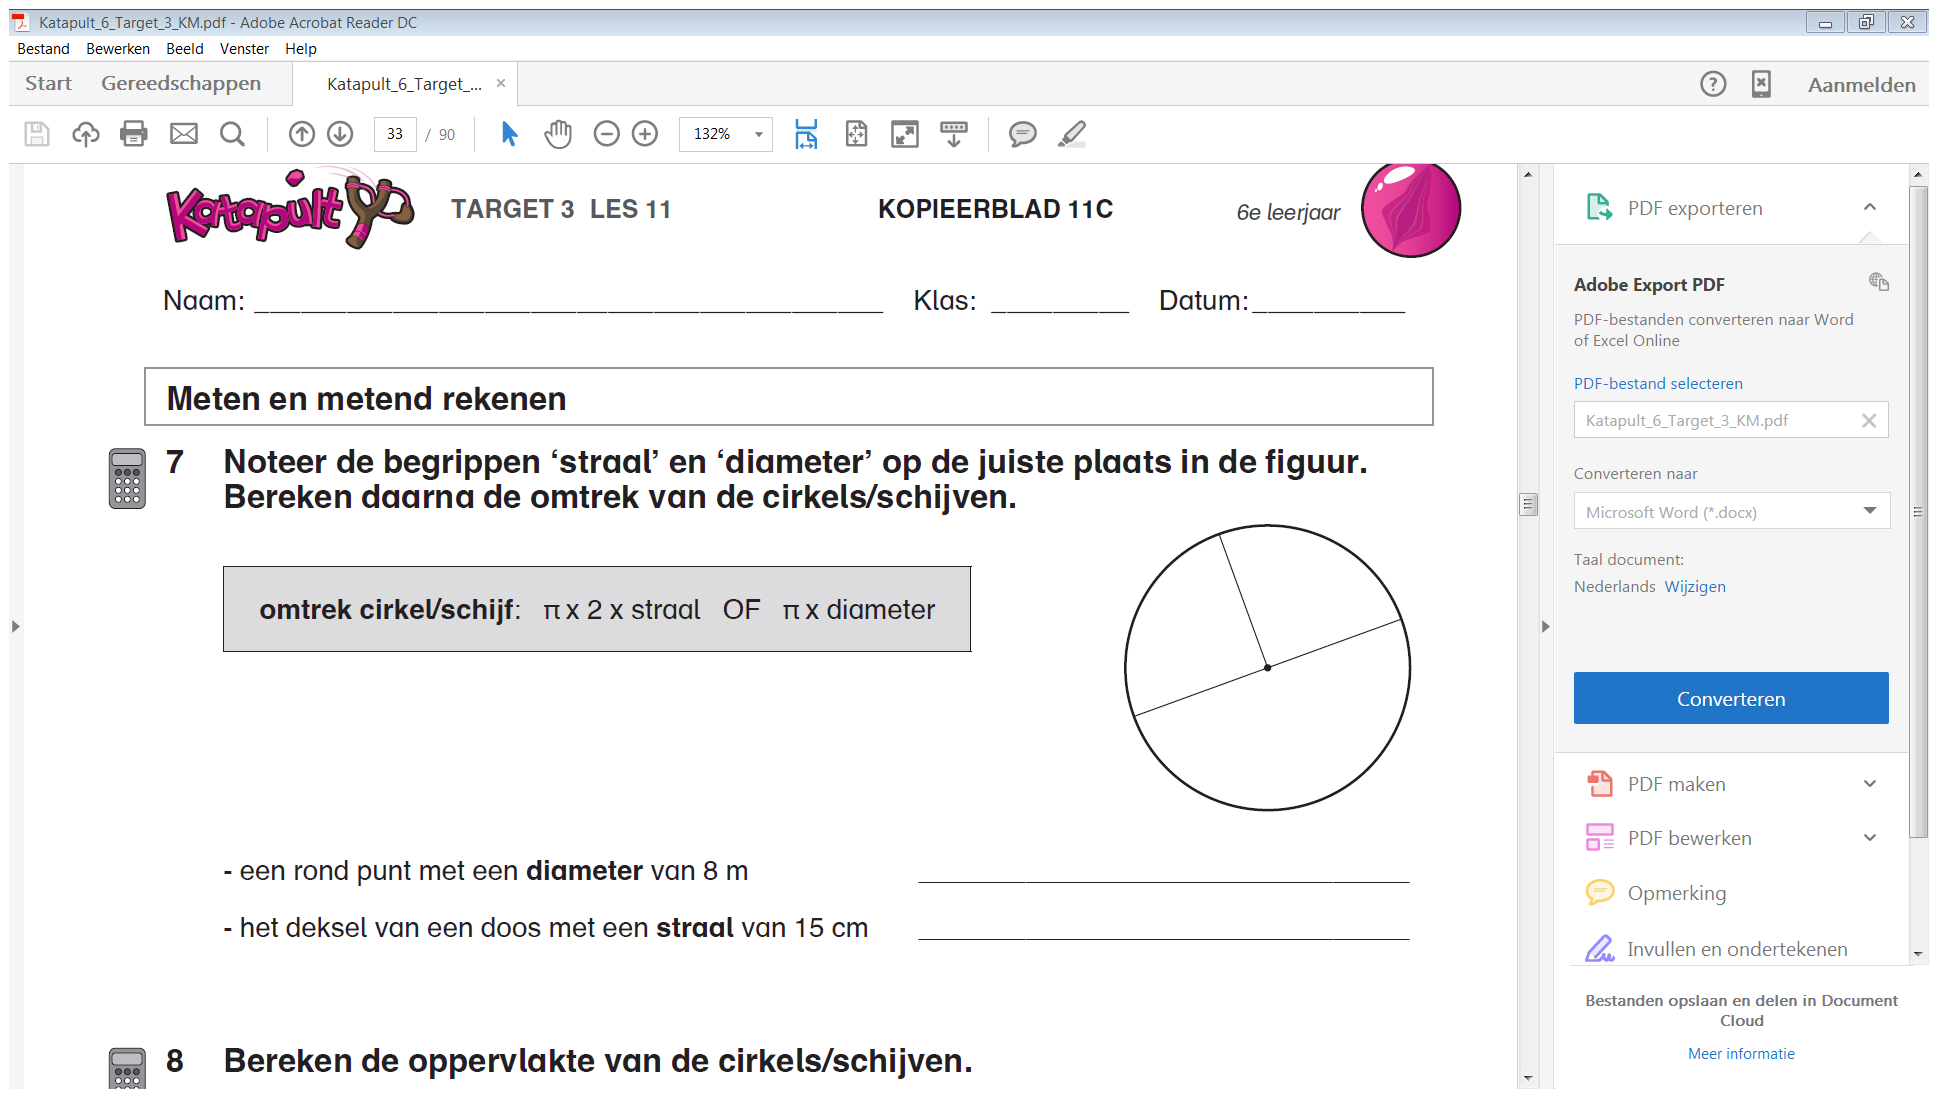 Katapult_6_Target_3_KM.pdf - Adobe Acrobat Reader DC
Bestand Bewerken Beeld Venster Help
Start Gereedschappen Katapult_6_Target_... × Aanmelden
33 / 90 132%
Katapult TARGET 3 LES 11 KOPIEERBLAD 11C 6e leerjaar
Naam: Klas: Datum:
Meten en metend rekenen
7 Noteer de begrippen ‘straal’ en ‘diameter’ op de juiste plaats in de figuur.
Bereken daarna de omtrek van de cirkels/schijven.
omtrek cirkel/schijf: π x 2 x straal OF π x diameter
- een rond punt met een diameter van 8 m
- het deksel van een doos met een straal van 15 cm
8 Bereken de oppervlakte van de cirkels/schijven.
PDF exporteren
Adobe Export PDF
PDF-bestanden converteren naar Word
of Excel Online
PDF-bestand selecteren
Katapult_6_Target_3_KM.pdf
Converteren naar
Microsoft Word (*.docx)
Taal document:
Nederlands Wijzigen
Converteren
PDF maken
PDF bewerken
Opmerking
Invullen en ondertekenen
Bestanden opslaan en delen in Document
Cloud
Meer informatie